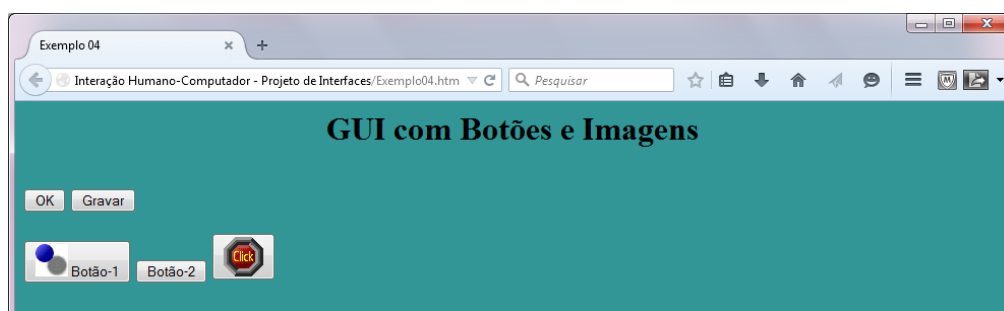 Exemplo 04
Interação Humano-Computador - Projeto de Interfaces/Exemplo04.htm Pesquisar
GUI com Botões e Imagens
OK Gravar
Botão-1 Botão-2 Click